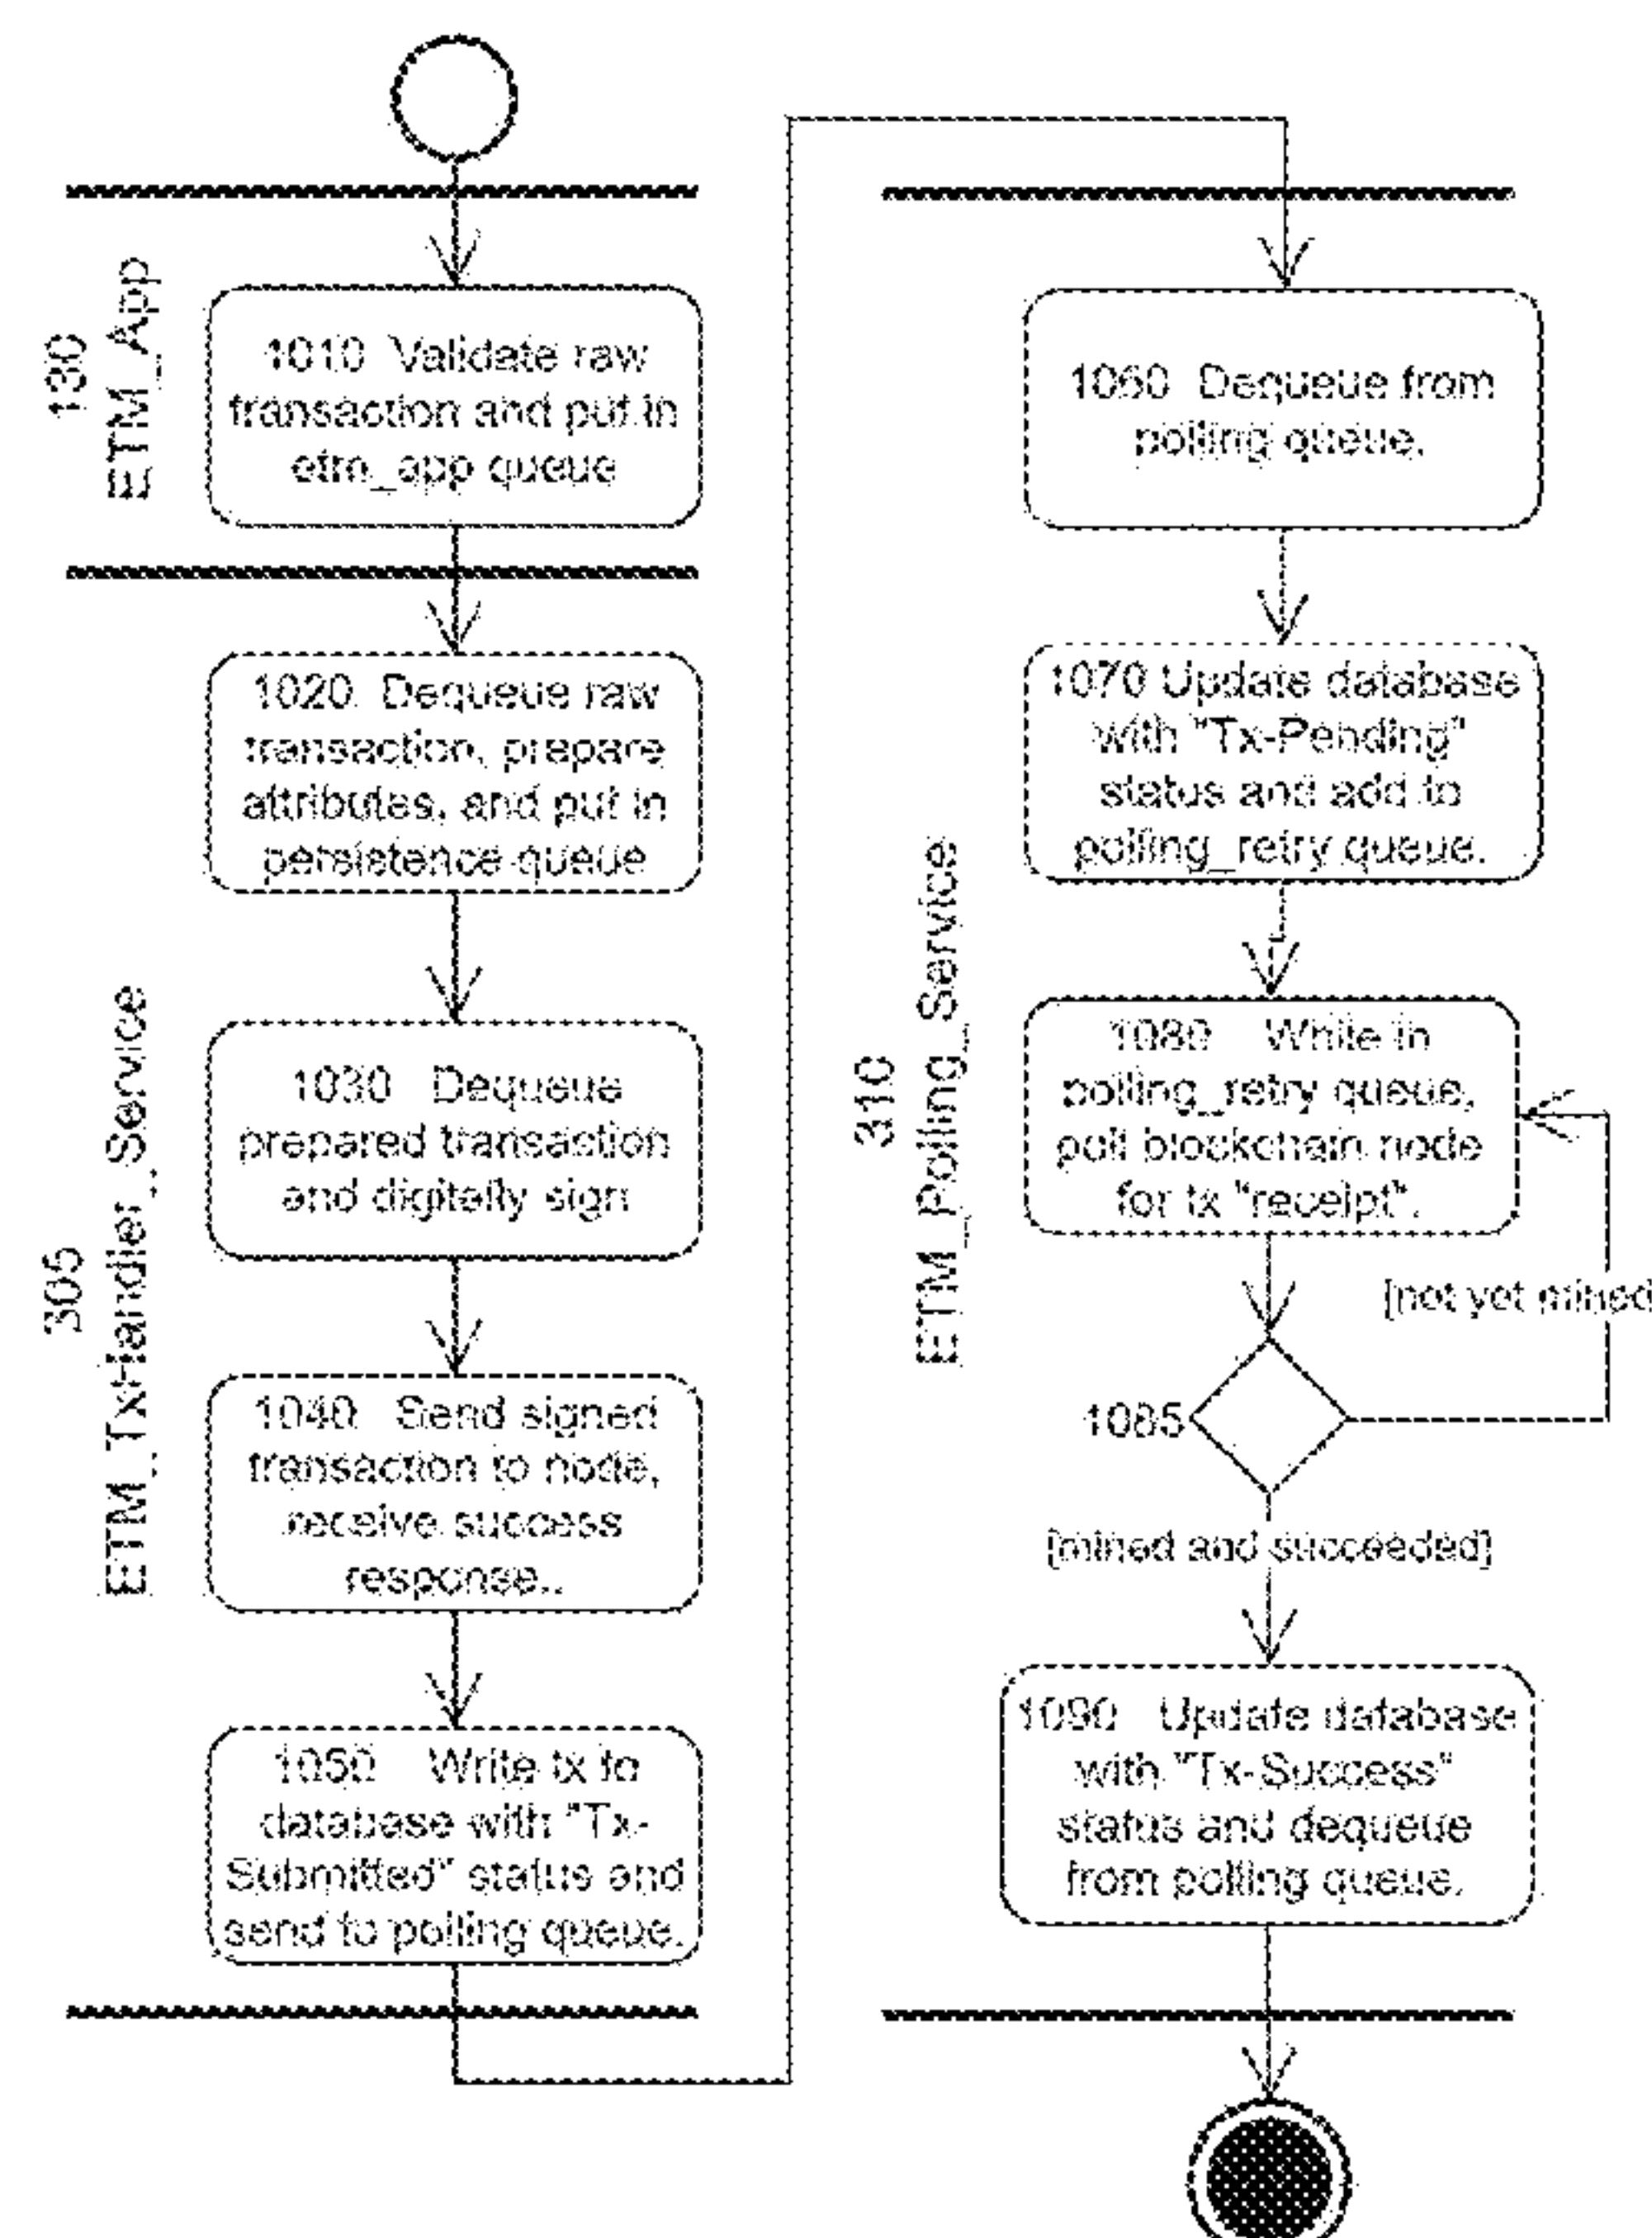 130
ETM_App
1010 Validate raw
transaction and put in
etm_app queue
1020 Dequeue raw
transaction, prepare
attributes, and put in
persistence queue
305
ETM_TxHandler_Service
1030 Dequeue
prepared transaction
and digitally sign
1040 Send signed
transaction to node,
receive success
response.
1050 Write tx to
database with "Tx-
Submitted" status and
send to polling queue.
1060 Dequeue from
polling queue.
1070 Update database
with "Tx-Pending"
status and add to
polling_retry queue.
310
ETM_Polling_Service
1080 While in
polling_retry queue,
poll blockchain node
for tx "receipt".
[not yet mined
1085
[mined and succeeded]
1090 Update database
with "Tx-Success"
status and dequeue
from polling queue.